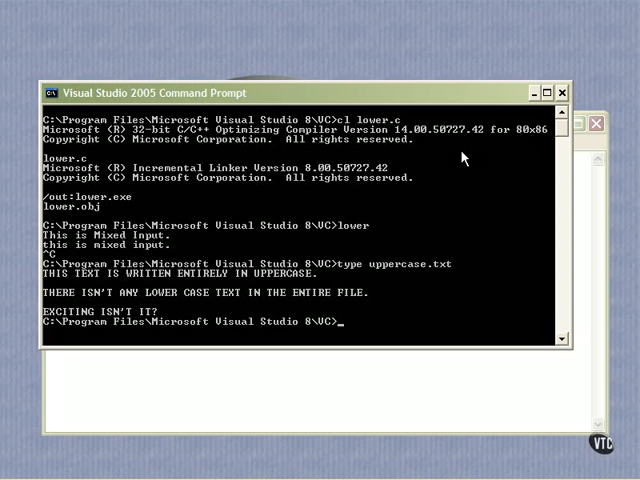 Visual Studio 2005 Command Prompt
C:\Program Files\Microsoft Visual Studio 8\VC>cl lower.c
Microsoft (R) 32-bit C/C++ Optimizing Compiler Version 14.00.50727.42 for 80x86
Copyright (C) Microsoft Corporation.  All rights reserved.
lower.c
Microsoft (R) Incremental Linker Version 8.00.50727.42
Copyright (C) Microsoft Corporation.  All rights reserved.
/out:lower.exe
lower.obj
C:\Program Files\Microsoft Visual Studio 8\VC>lower
This is Mixed Input.
this is mixed input.
^C
C:\Program Files\Microsoft Visual Studio 8\VC>type uppercase.txt
THIS TEXT IS WRITTEN ENTIRELY IN UPPERCASE.
THERE ISN'T ANY LOWER CASE TEXT IN THE ENTIRE FILE.
EXCITING ISN'T IT?
C:\Program Files\Microsoft Visual Studio 8\VC>_
VTC